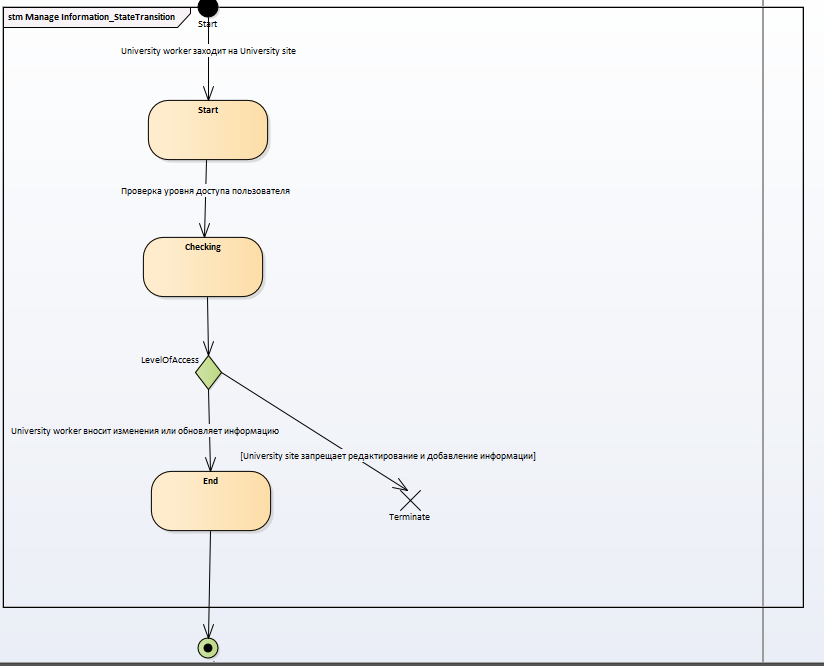 stm Manage Information_StateTransition
Start
University worker заходит на University site
Start
Проверка уровня доступа пользователя
Checking
LevelOfAccess
University worker вносит изменения или обновляет информацию
[University site запрещает редактирование и добавление информации]
End
Terminate